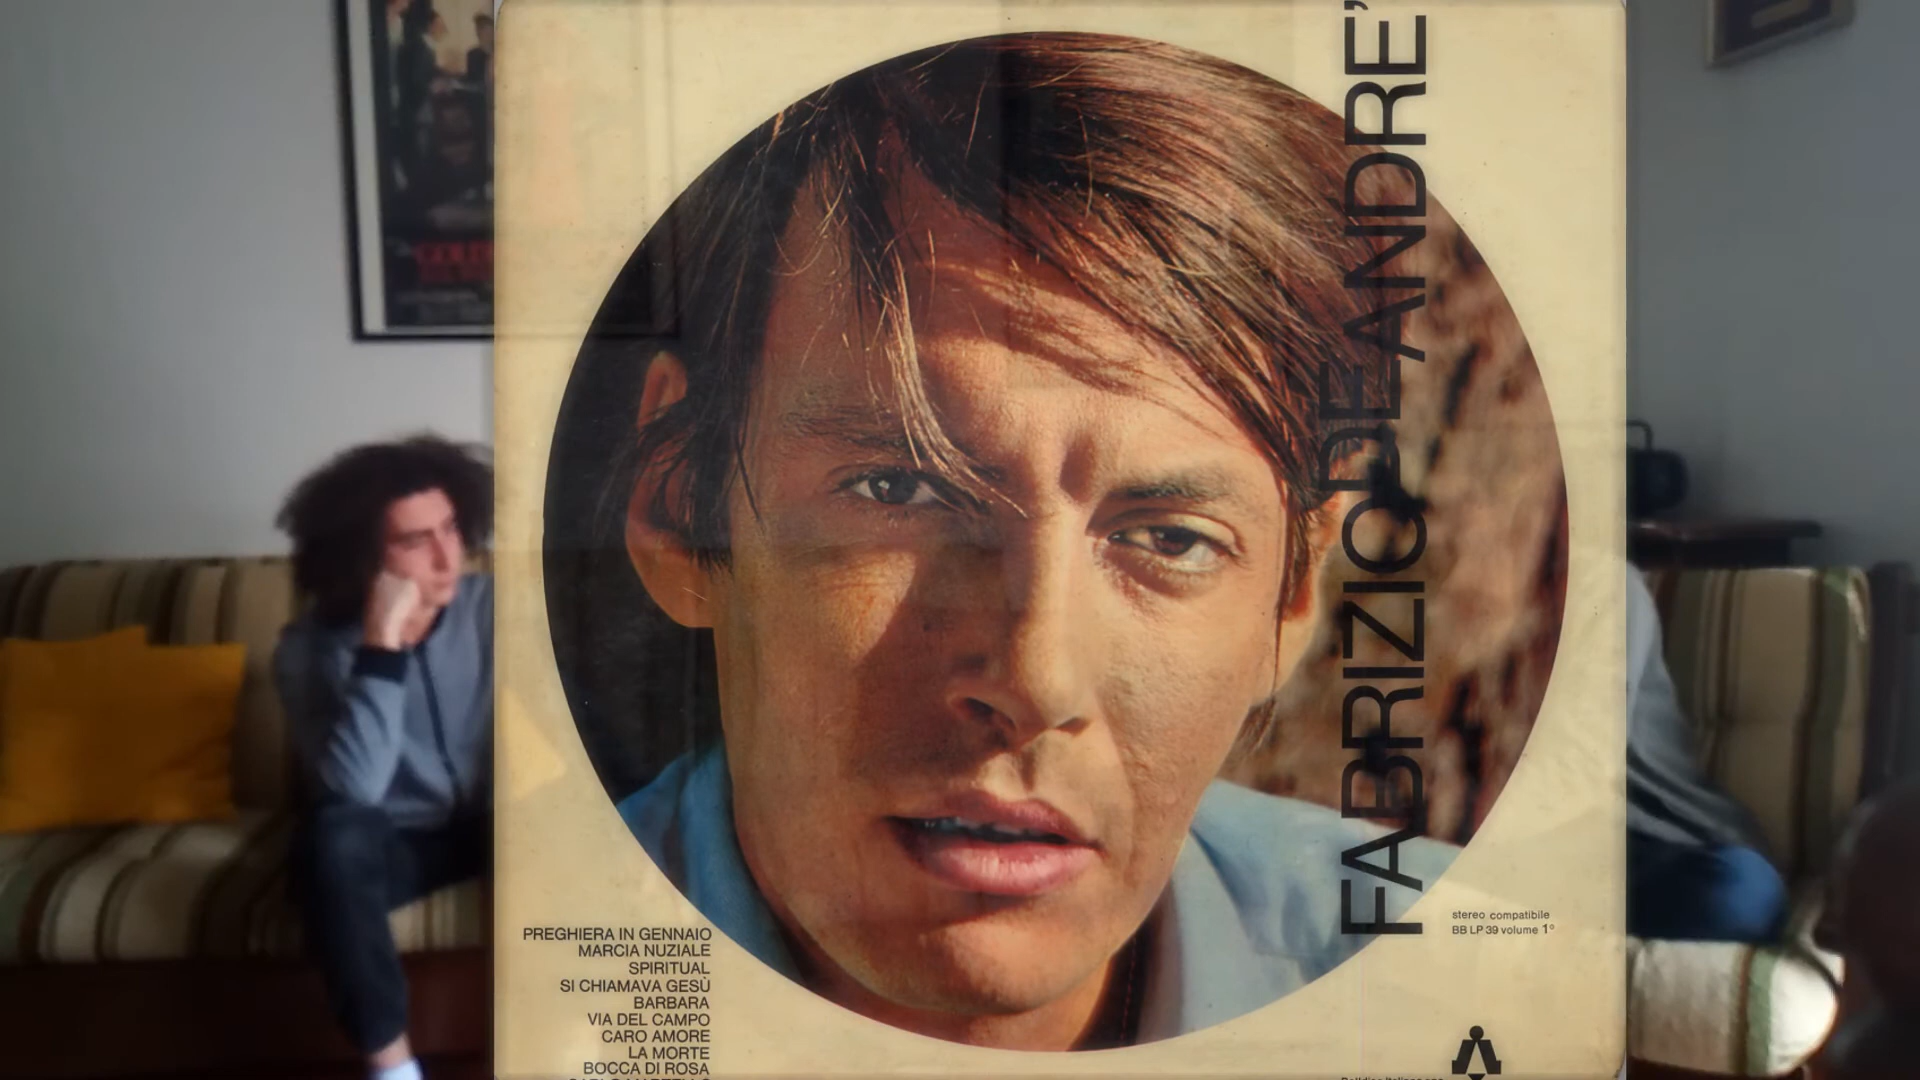 FABRIZIO DE ANDRE'
PREGHIERA IN GENNAIO
MARCIA NUZIALE
SPIRITUAL
SI CHIAMAVA GESÙ
BARBARA
VIA DEL CAMPO
CARO AMORE
LA MORTE
BOCCA DI ROSA
stereo compatibile
BB LP 39 volume 1°